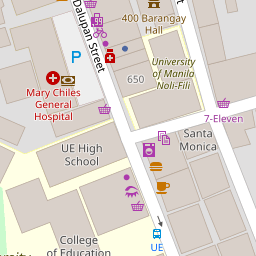 Dalupan Street
400 Barangay
Hall
P
650
University
of Manila
Noli-Fili
Mary Chiles
General
Hospital
7-Eleven
UE High
School
Santa
Monica
UE
College
of Education